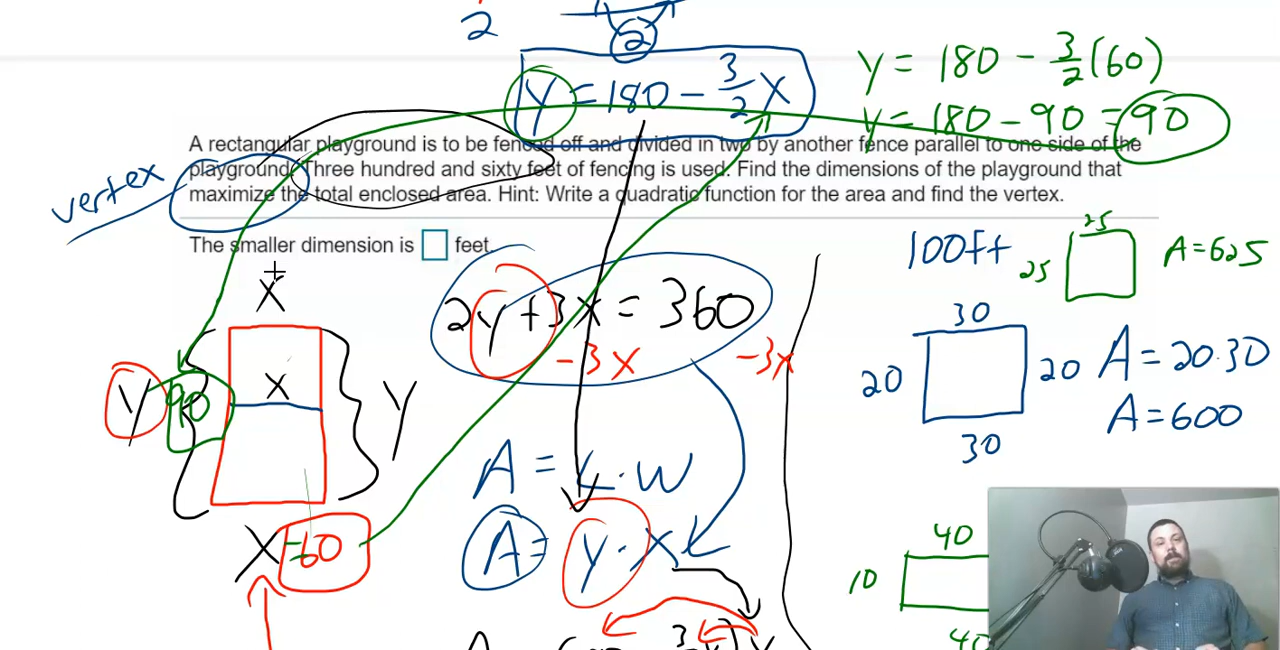 2
2
y = 180 - 3/2 x
y = 180 - 3/2 (60)
y = 180 - 90 = 90
A rectangular playground is to be fenced off and divided in two by another fence parallel to one side of the
playground. Three hundred and sixty feet of fencing is used. Find the dimensions of the playground that
maximize the total enclosed area. Hint: Write a quadratic function for the area and find the vertex.
vertex
The smaller dimension is feet.
100ft
25
25
A=625
X
2y + 3x = 360
-3x
-3x
30
20
20
A = 20·30
30
A=600
Y
90
X
Y
X=60
A = L·W
A = y·x
40
10
40